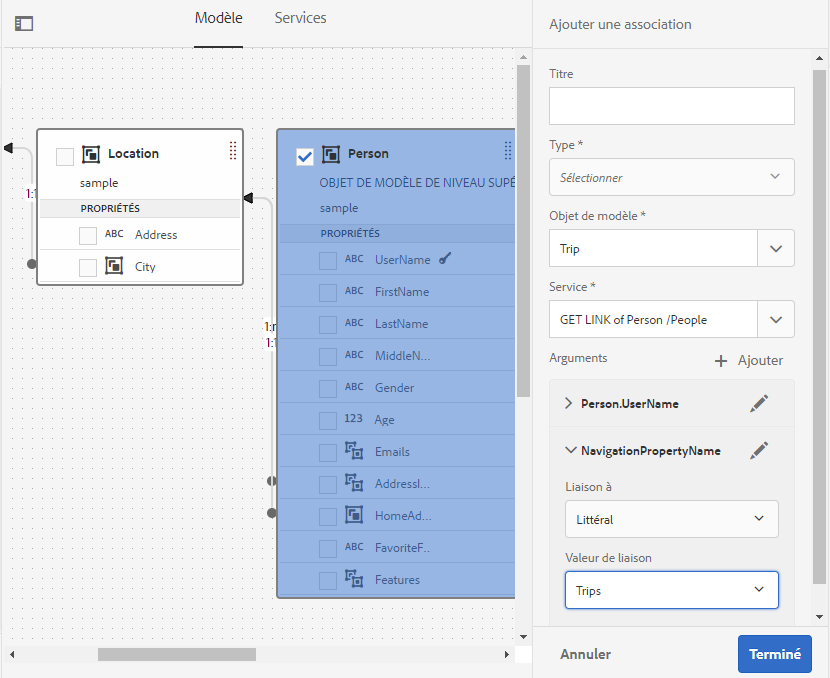 Modèle
Services
Location
sample
PROPRIÉTÉS
ABC Address
City
1:1
Person
OBJET DE MODÈLE DE NIVEAU SUPÉ
sample
PROPRIÉTÉS
ABC UserName
ABC FirstName
ABC LastName
ABC MiddleN...
ABC Gender
123 Age
Emails
AddressI...
HomeAd...
ABC FavoriteF..
Features
1:r
1:1
Ajouter une association
Titre
Type *
Sélectionner
Objet de modèle *
Trip
Service *
GET LINK of Person /People
Arguments
Ajouter
Person.UserName
NavigationPropertyName
Liaison à
Littéral
Valeur de liaison
Trips
Annuler
Terminé